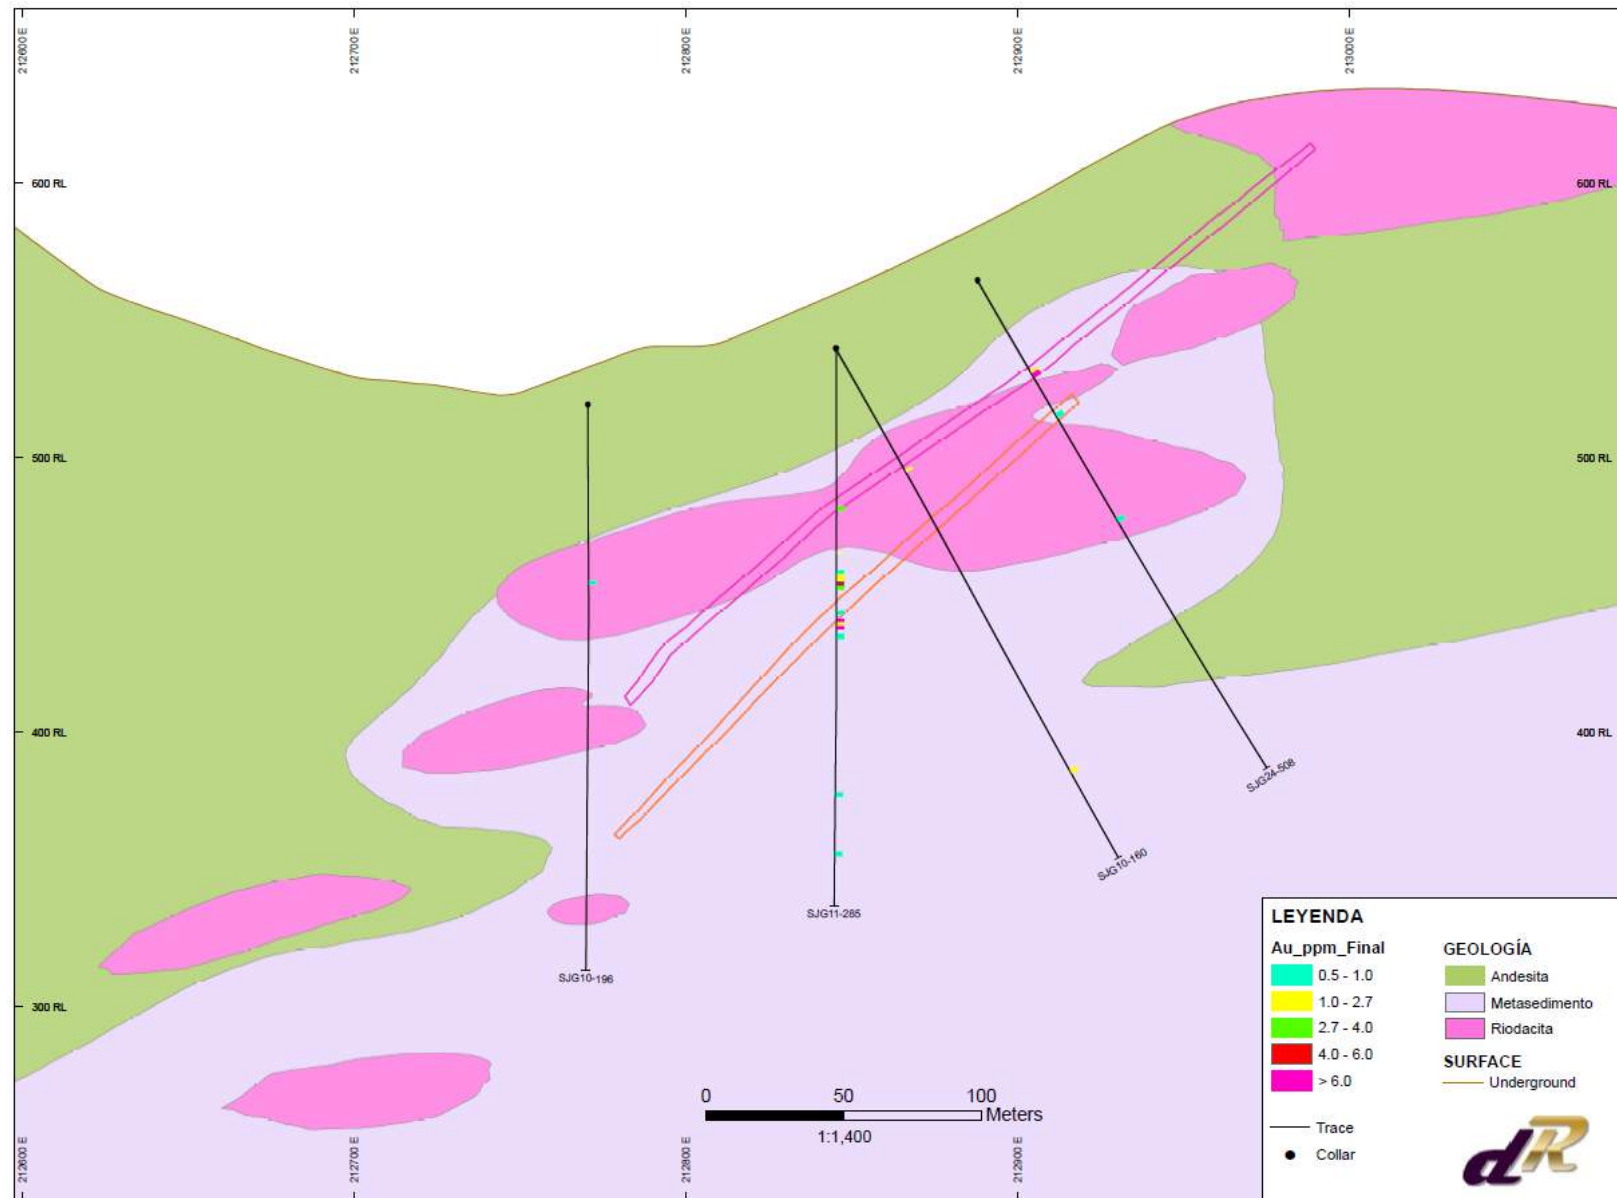 212600 E
212700 E
212800 E
212900 E
213000 E
600 RL
600 RL
500 RL
500 RL
400 RL
400 RL
300 RL
SJG24-508
SJG10-160
SJG11-285
SJG10-196
LEYENDA
Au_ppm_Final
0.5 - 1.0
1.0 - 2.7
2.7 - 4.0
4.0 - 6.0
> 6.0
Trace
Collar
GEOLOGÍA
Andesita
Metasedimento
Riodacita
SURFACE
Underground
dR
0 50 100
Meters
1:1,400
212600 E
212700 E
212800 E
212900 E